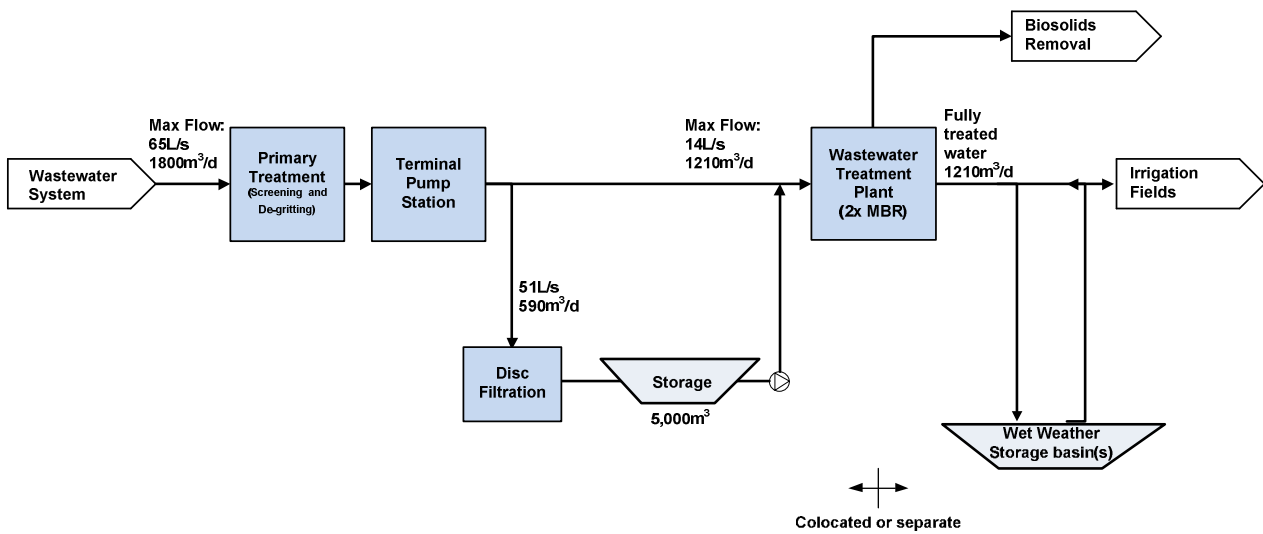 Wastewater
System
Max Flow:
65L/s
1800m³/d
Primary
Treatment
(Screening and
De-gritting)
Terminal
Pump
Station
51L/s
590m³/d
Disc
Filtration
Storage
5,000m³
Max Flow:
14L/s
1210m³/d
Wastewater
Treatment
Plant
(2x MBR)
Biosolids
Removal
Fully
treated
water
1210m³/d
Irrigation
Fields
Wet Weather
Storage basin(s)
Colocated or separate